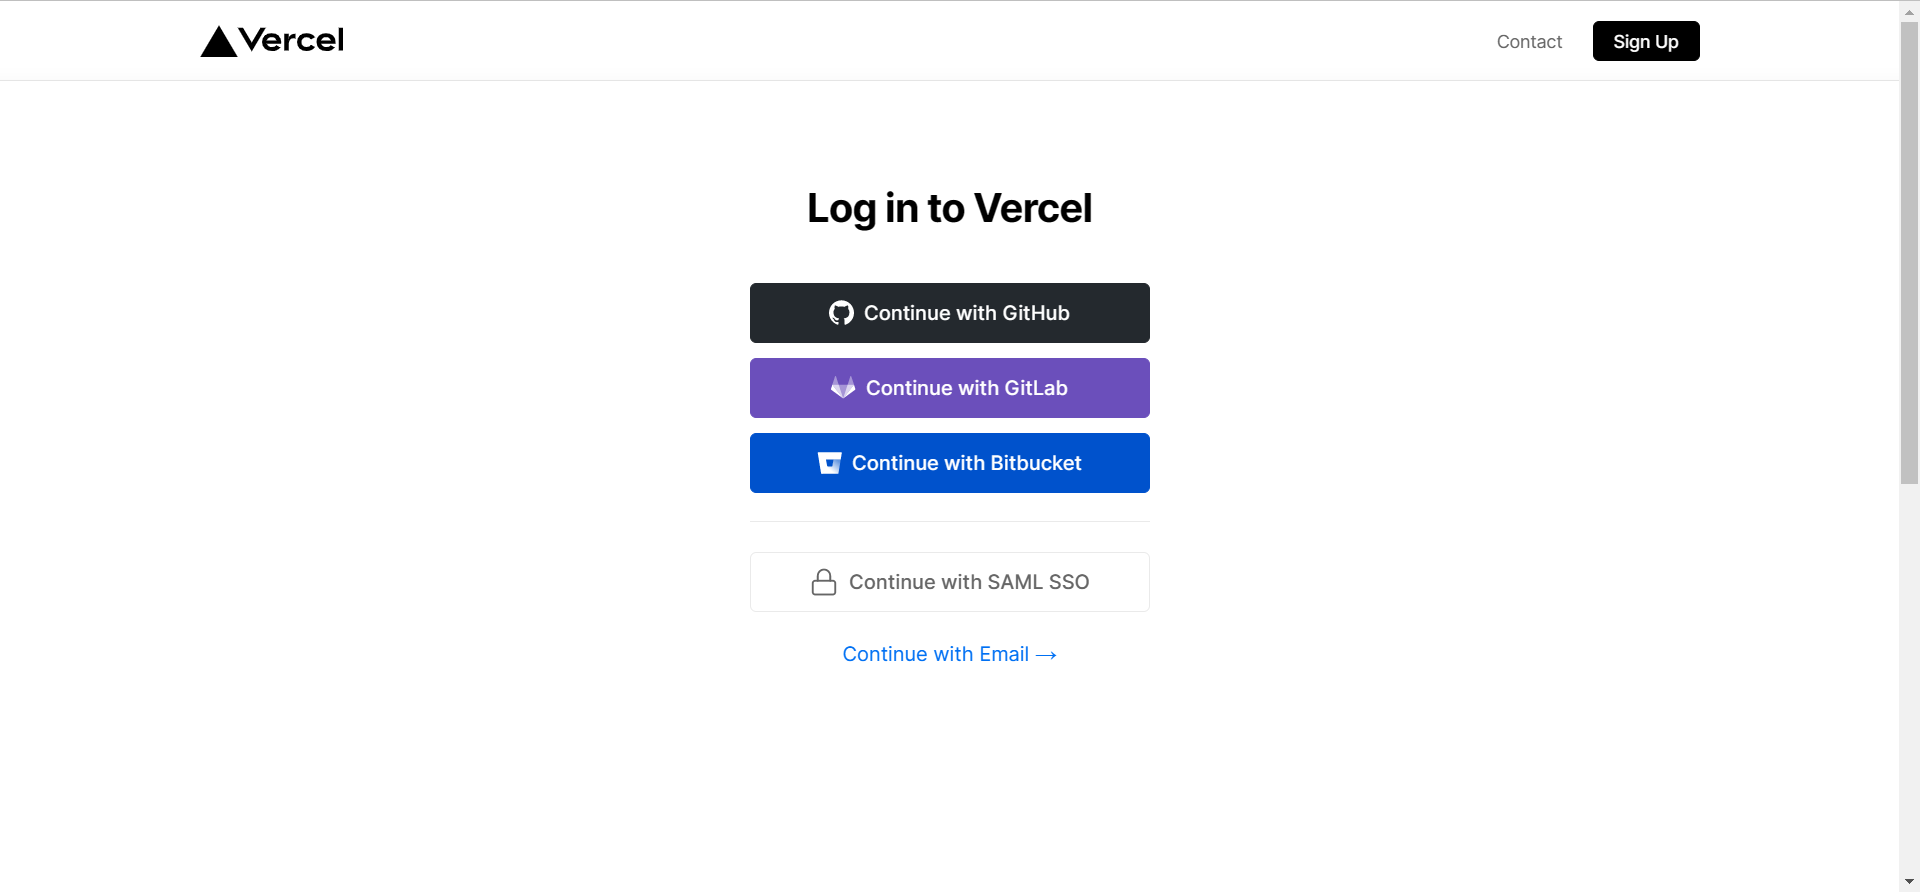 Vercel
Contact
Sign Up
Log in to Vercel
Continue with GitHub
Continue with GitLab
Continue with Bitbucket
Continue with SAML SSO
Continue with Email →